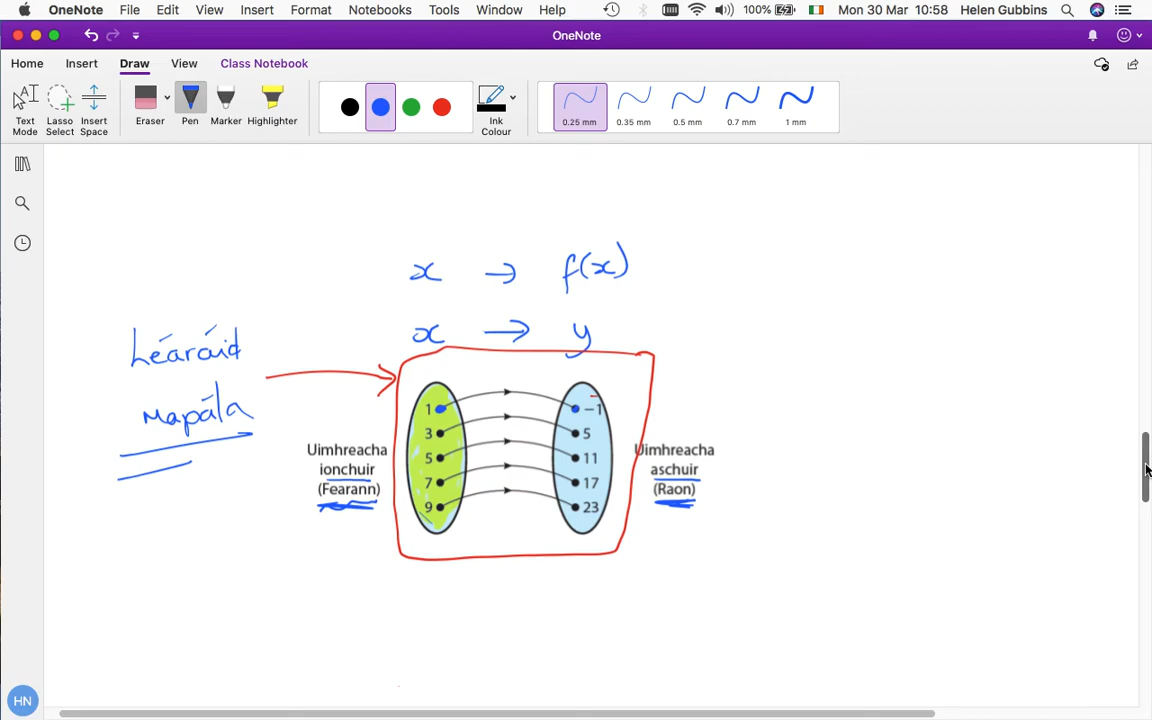 OneNote File Edit View Insert Format Notebooks Tools Window Help 100% Mon 30 Mar 10:58 Helen Gubbins
OneNote
Home Insert Draw View Class Notebook
Text Mode
Lasso Select
Insert Space
Eraser
Pen
Marker
Highlighter
Ink Colour
0.25 mm
0.35 mm
0.5 mm
0.7 mm
1 mm
x → f(x)
x → y
Léaráid
mapála
Uimhreacha
ionchuir
(Fearann)
1 −1
3 5
5 11
7 17
9 23
Uimhreacha
aschuir
(Raon)
HN